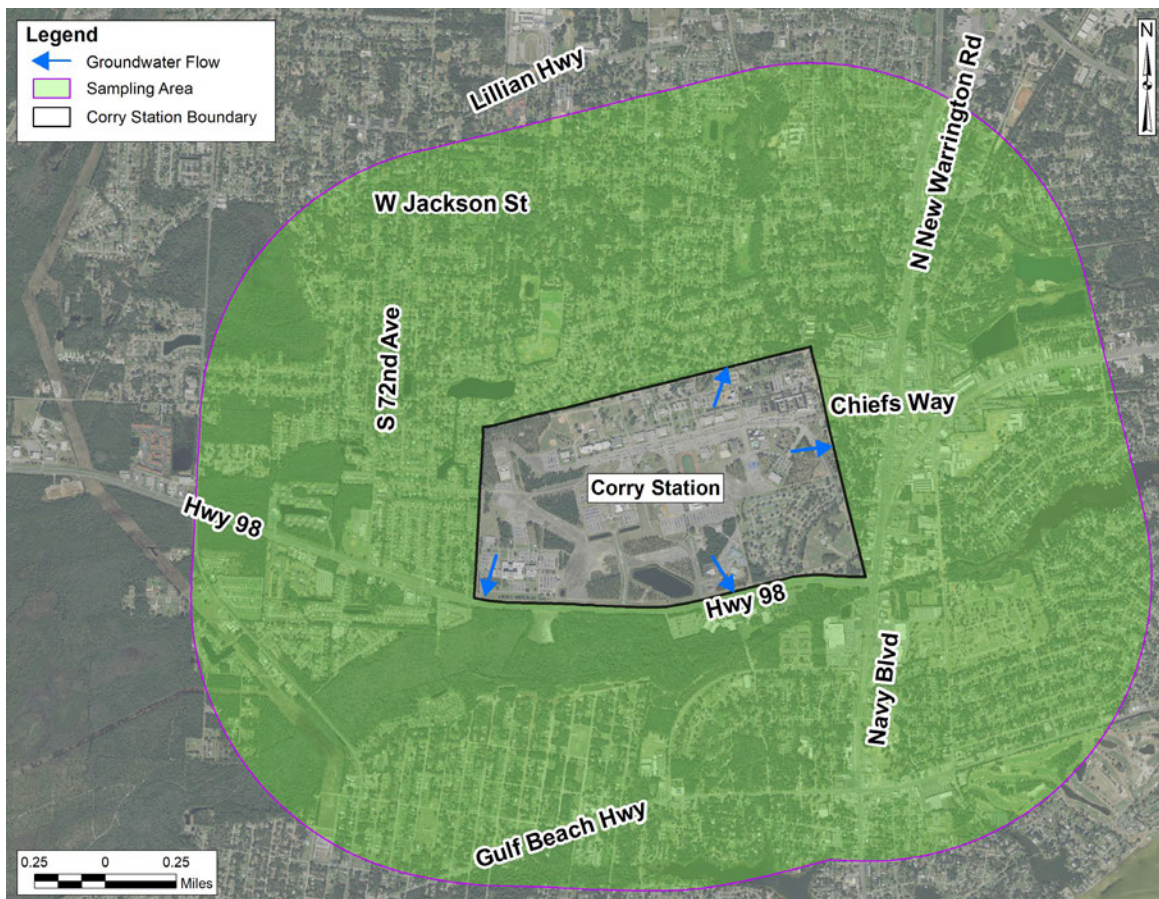 Legend
Groundwater Flow
Sampling Area
Corry Station Boundary
N
Lillian Hwy
N New Warrington Rd
W Jackson St
S 72nd Ave
Chiefs Way
Corry Station
Hwy 98
Hwy 98
Navy Blvd
Gulf Beach Hwy
0.25 0 0.25
Miles